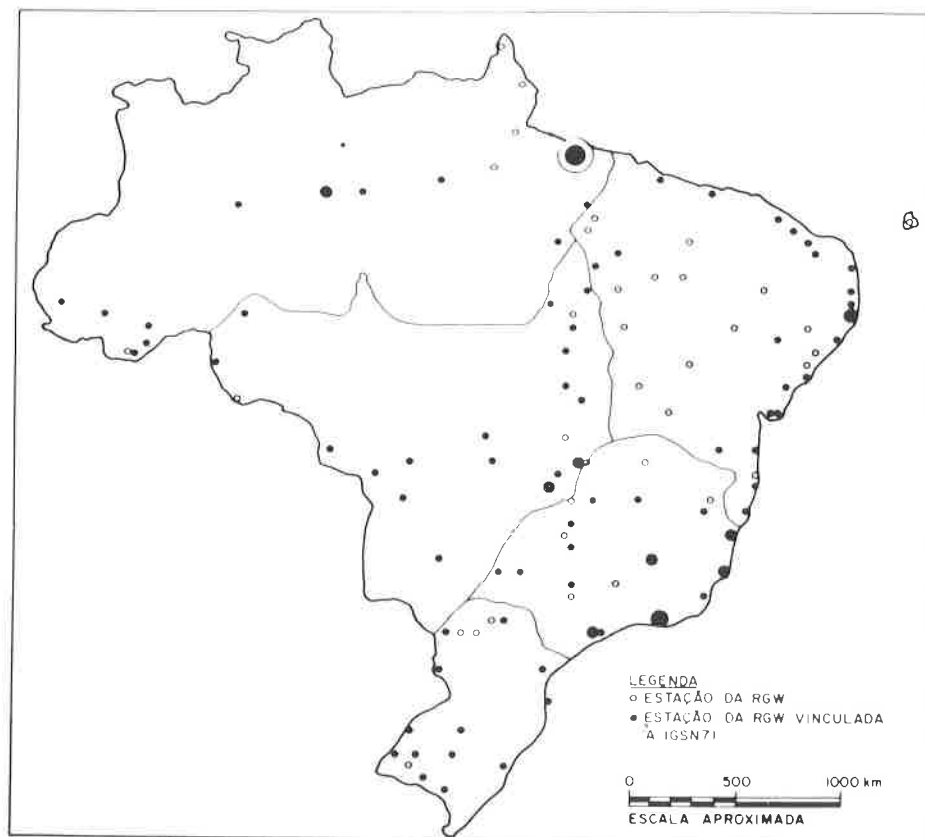 LEGENDA
ESTAÇÃO DA RGW
ESTAÇÃO DA RGW VINCULADA
À IGSN71
0 500 1000 km
ESCALA APROXIMADA